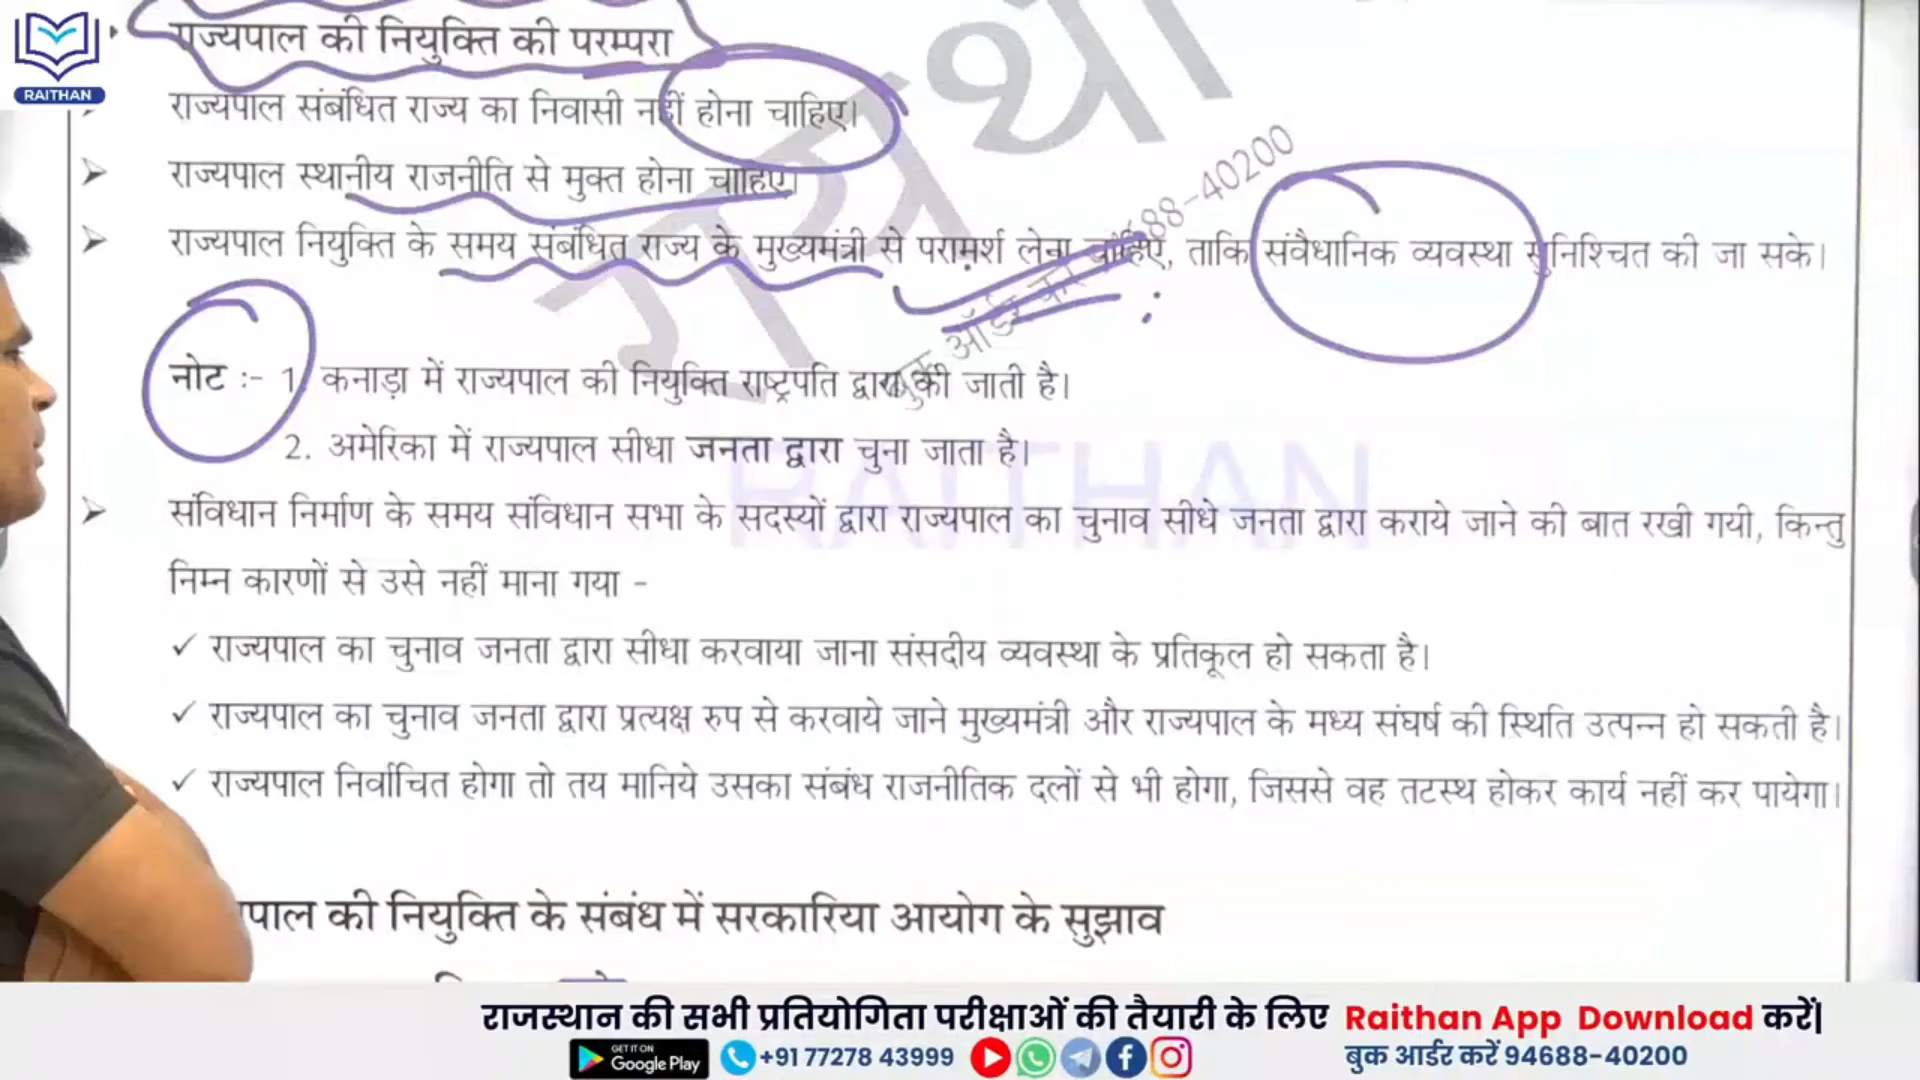 राज्यपाल की नियुक्ति की परम्परा
RAITHAN
राज्यपाल संबंधित राज्य का निवासी नहीं होना चाहिए।
➤ राज्यपाल स्थानीय राजनीति से मुक्त होना चाहिए।
➤ राज्यपाल नियुक्ति के समय संबंधित राज्य के मुख्यमंत्री से परामर्श लेना चाहिए, ताकि संवैधानिक व्यवस्था सुनिश्चित की जा सके।
नोट :- 1. कनाड़ा में राज्यपाल की नियुक्ति राष्ट्रपति द्वारा की जाती है।
2. अमेरिका में राज्यपाल सीधा जनता द्वारा चुना जाता है।
➤ संविधान निर्माण के समय संविधान सभा के सदस्यों द्वारा राज्यपाल का चुनाव सीधे जनता द्वारा कराये जाने की बात रखी गयी, किन्तु
निम्न कारणों से उसे नहीं माना गया -
✓ राज्यपाल का चुनाव जनता द्वारा सीधा करवाया जाना संसदीय व्यवस्था के प्रतिकूल हो सकता है।
✓ राज्यपाल का चुनाव जनता द्वारा प्रत्यक्ष रुप से करवाये जाने मुख्यमंत्री और राज्यपाल के मध्य संघर्ष की स्थिति उत्पन्न हो सकती है।
✓ राज्यपाल निर्वाचित होगा तो तय मानिये उसका संबंध राजनीतिक दलों से भी होगा, जिससे वह तटस्थ होकर कार्य नहीं कर पायेगा।
RAITHAN
पाल की नियुक्ति के संबंध में सरकारिया आयोग के सुझाव
राजस्थान की सभी प्रतियोगिता परीक्षाओं की तैयारी के लिए Raithan App Download करें|
GET IT ON Google Play +91 77278 43999 बुक आर्डर करें 94688-40200